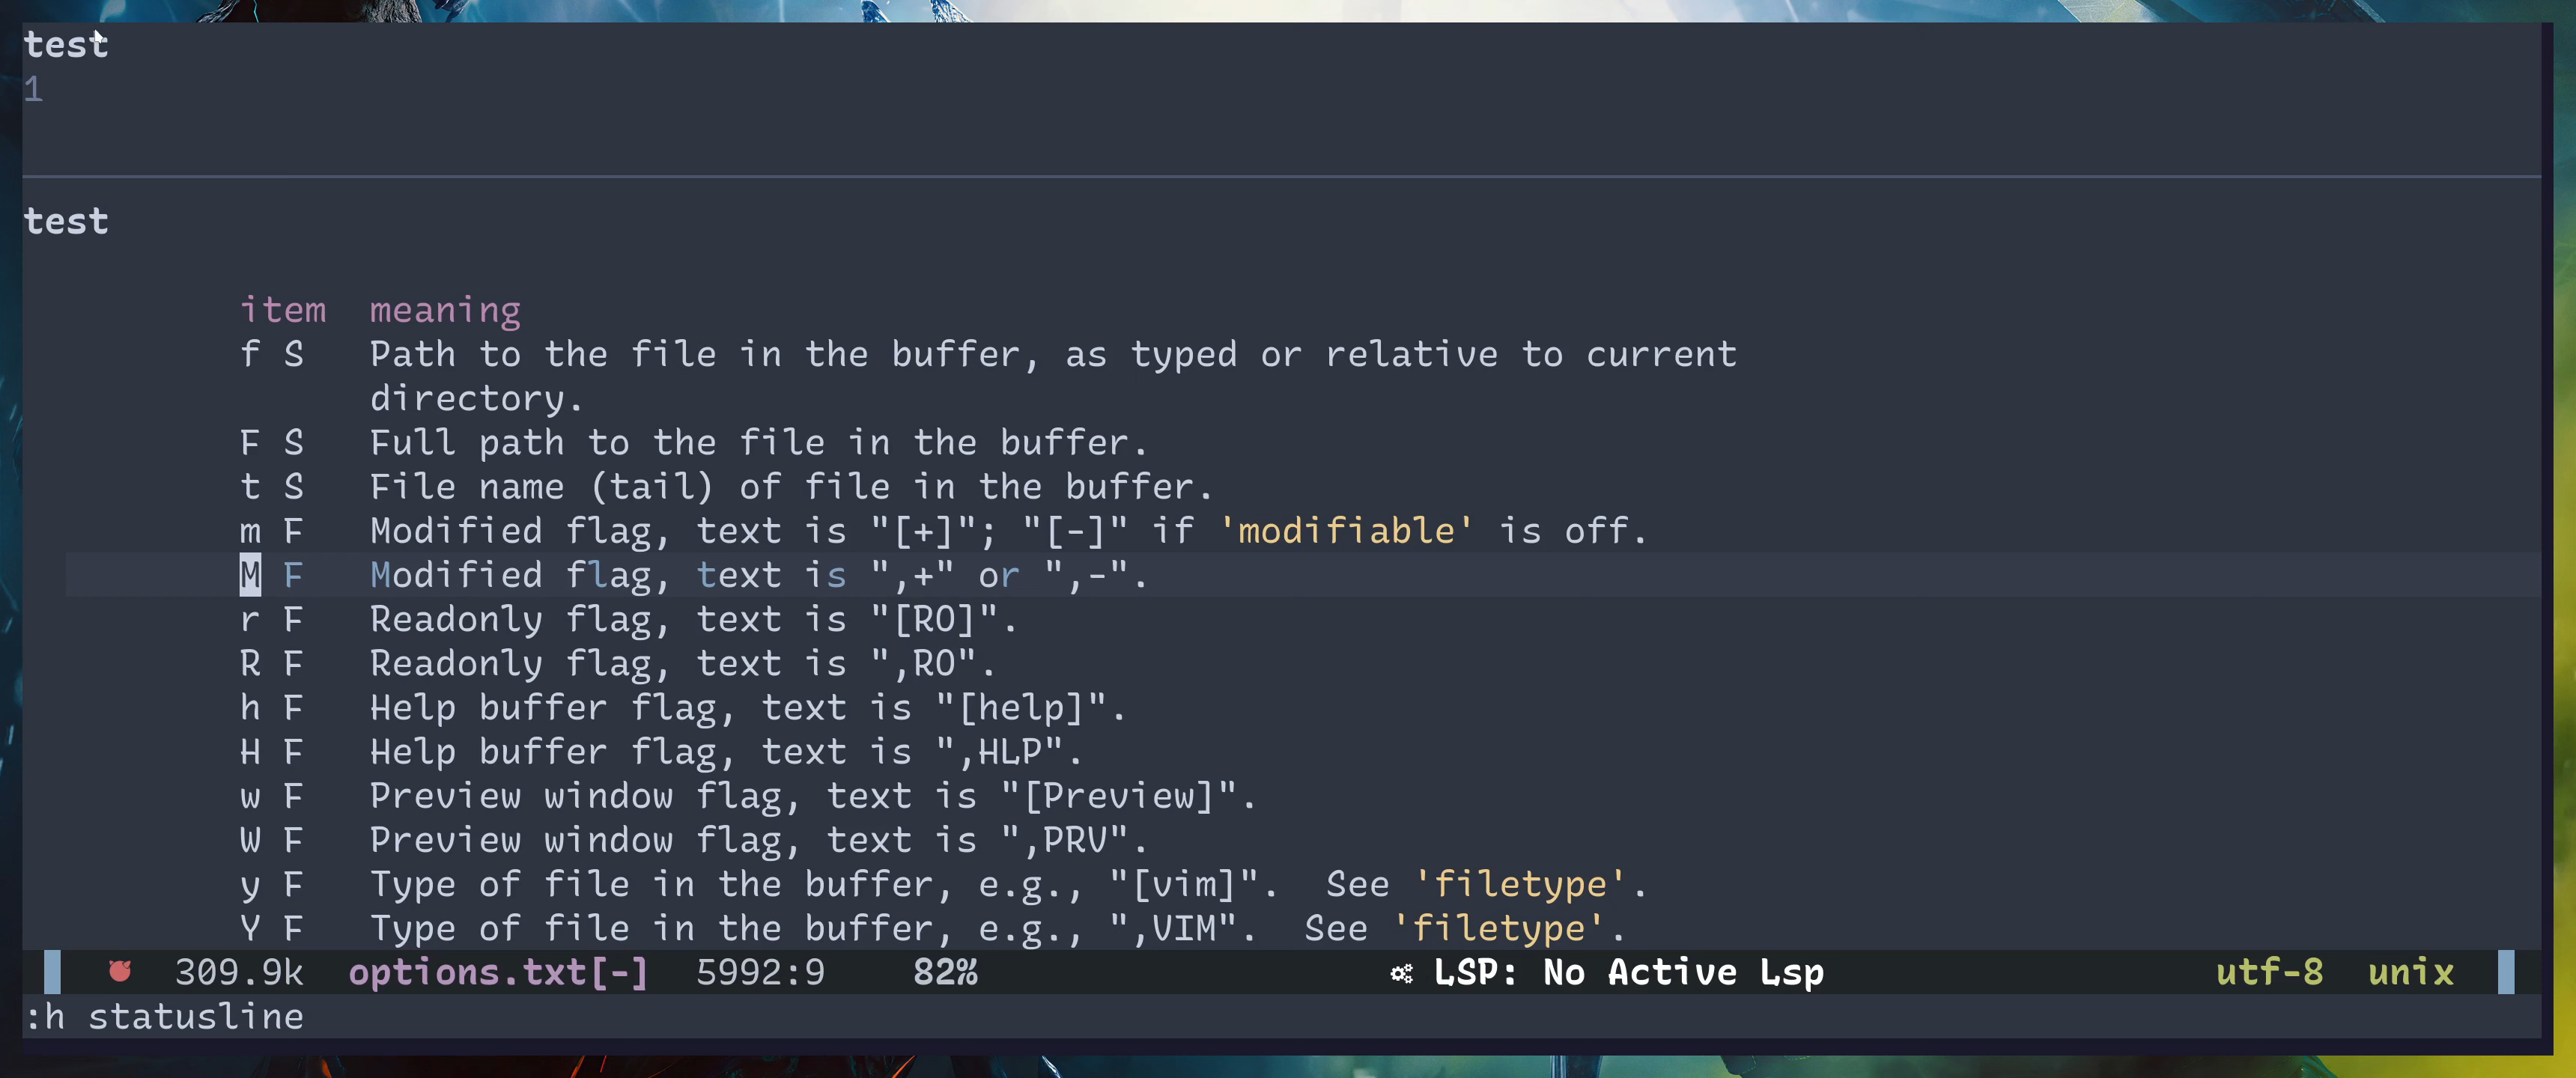 test
1
test
item meaning
f S Path to the file in the buffer, as typed or relative to current
directory.
F S Full path to the file in the buffer.
t S File name (tail) of file in the buffer.
m F Modified flag, text is "[+]"; "[-]" if 'modifiable' is off.
M F Modified flag, text is ",+" or ",-".
r F Readonly flag, text is "[RO]".
R F Readonly flag, text is ",RO".
h F Help buffer flag, text is "[help]".
H F Help buffer flag, text is ",HLP".
w F Preview window flag, text is "[Preview]".
W F Preview window flag, text is ",PRV".
y F Type of file in the buffer, e.g., "[vim]". See 'filetype'.
Y F Type of file in the buffer, e.g., ",VIM". See 'filetype'.
309.9k options.txt[-] 5992:9 82% LSP: No Active Lsp utf-8 unix
:h statusline